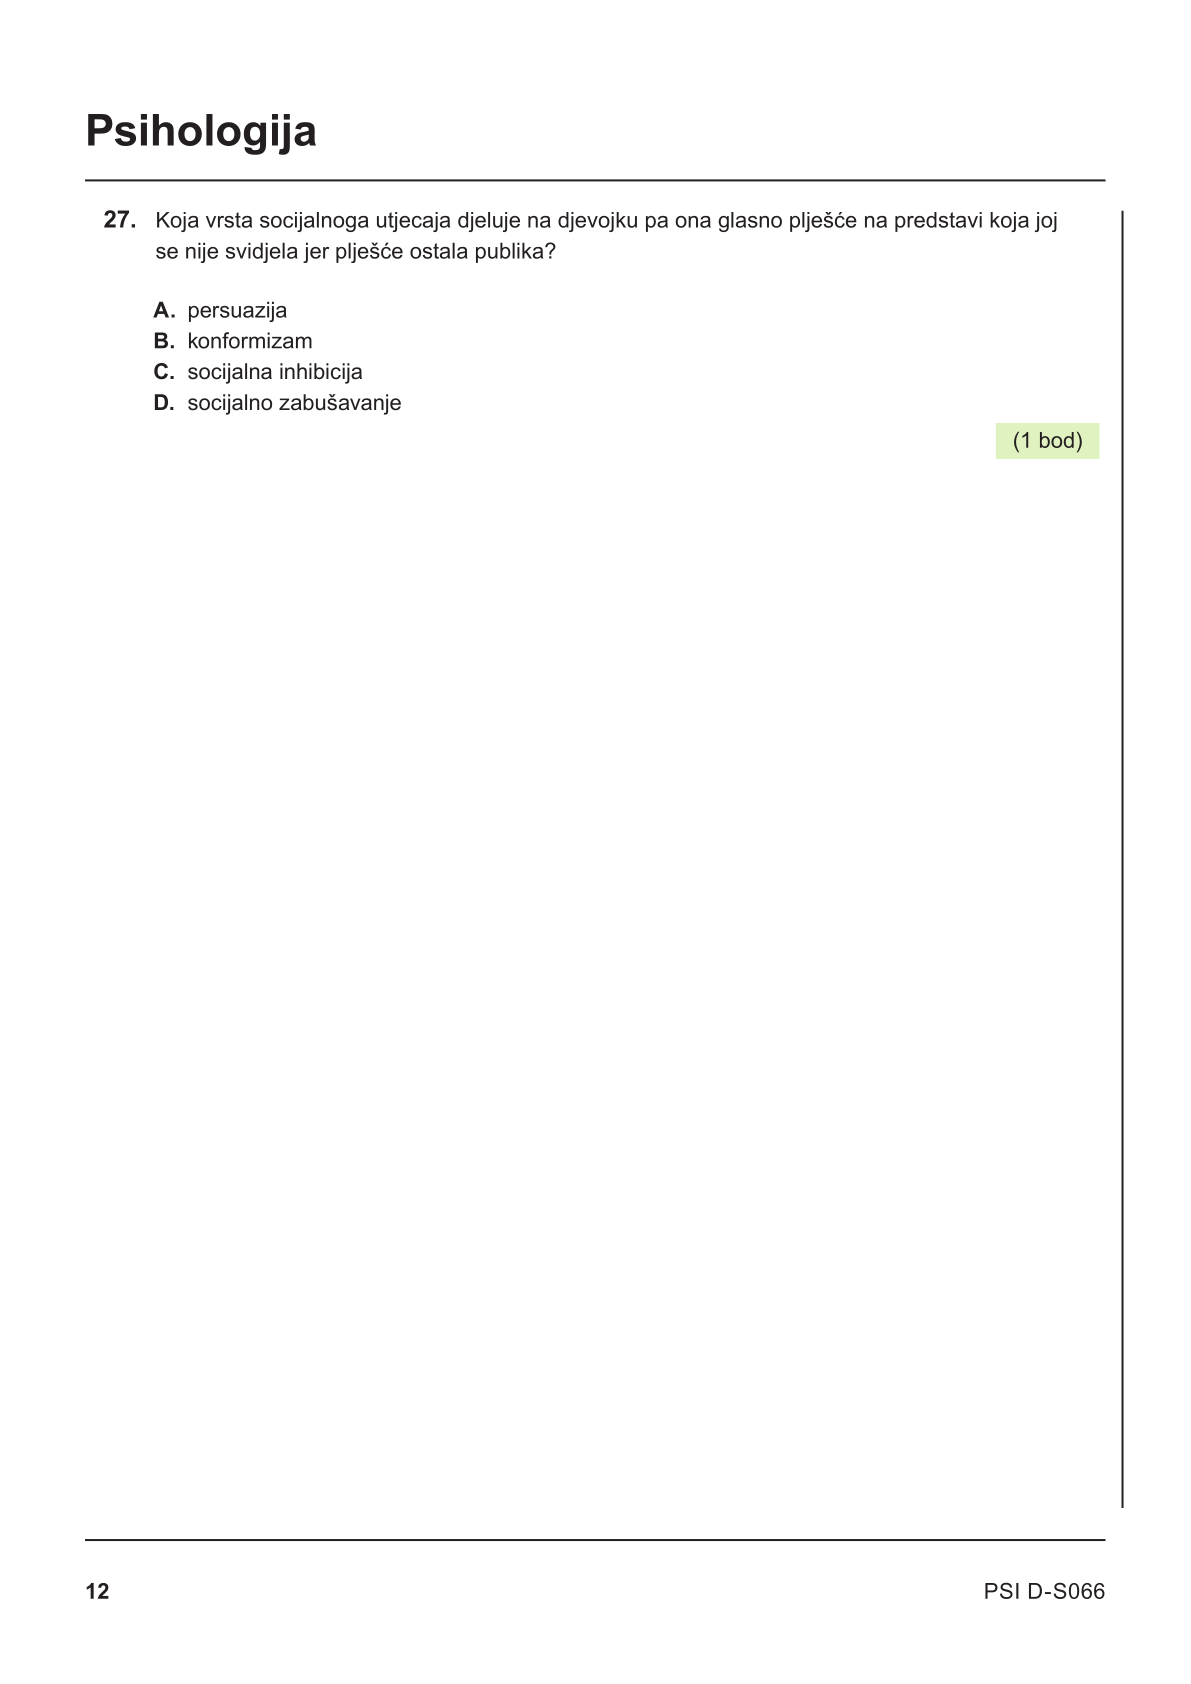 Psihologija
27. Koja vrsta socijalnoga utjecaja djeluje na djevojku pa ona glasno plješće na predstavi koja joj
se nije svidjela jer plješće ostala publika?
A. persuazija
B. konformizam
C. socijalna inhibicija
D. socijalno zabušavanje
(1 bod)
12 PSI D-S066